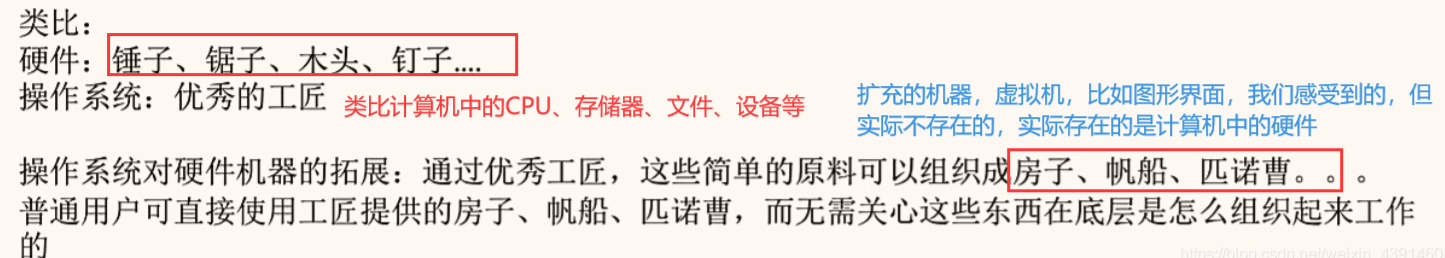 类比：
硬件：锤子、锯子、木头、钉子....
操作系统：优秀的工匠
类比计算机中的CPU、存储器、文件、设备等
扩充的机器，虚拟机，比如图形界面，我们感受到的，但
实际不存在的，实际存在的是计算机中的硬件
操作系统对硬件机器的拓展：通过优秀工匠，这些简单的原料可以组织成房子、帆船、匹诺曹。。。
普通用户可直接使用工匠提供的房子、帆船、匹诺曹，而无需关心这些东西在底层是怎么组织起来工作
的
https://blog.csdn.net/weixin_4391460